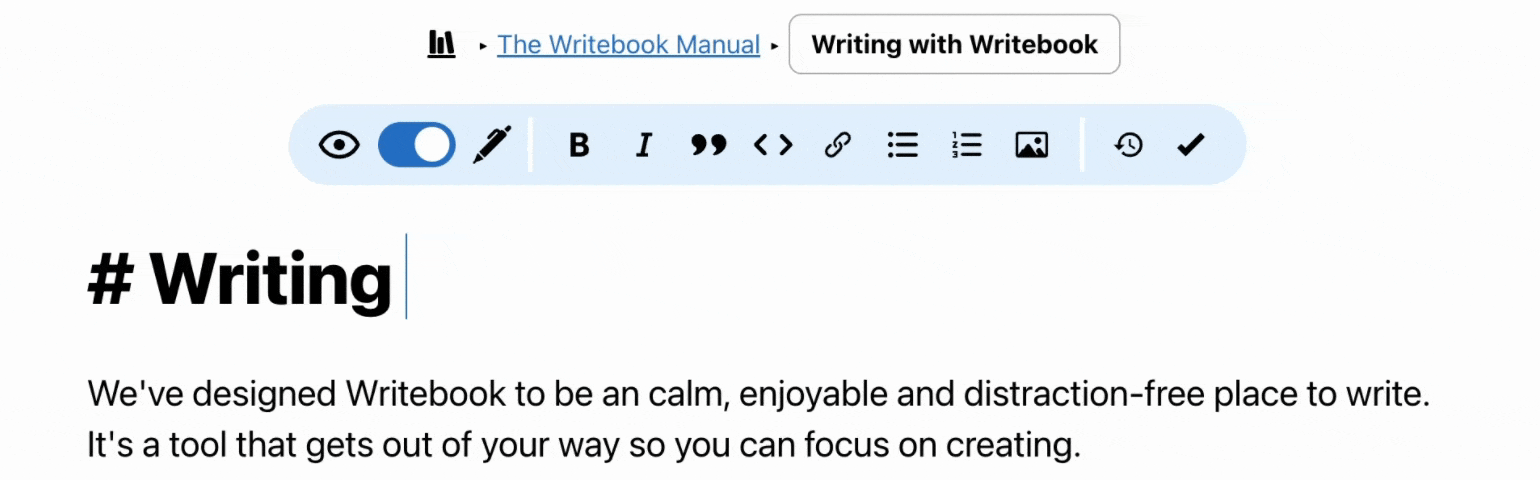 The Writebook Manual Writing with Writebook
B I
# Writing
We've designed Writebook to be an calm, enjoyable and distraction-free place to write.
It's a tool that gets out of your way so you can focus on creating.